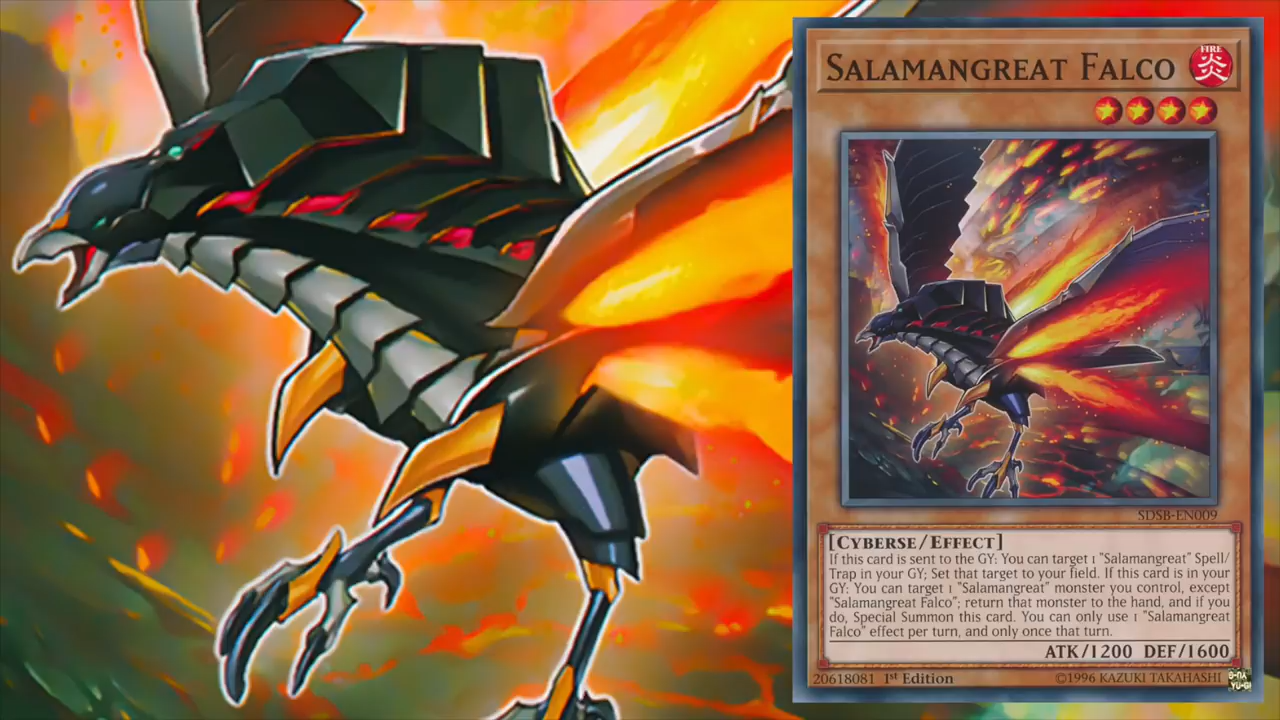 Salamangreat Falco
FIRE
炎
SDSB-EN009
[Cyberse/Effect]
If this card is sent to the GY: You can target 1 "Salamangreat" Spell/
Trap in your GY; Set that target to your field. If this card is in your
GY: You can target 1 "Salamangreat" monster you control, except
"Salamangreat Falco"; return that monster to the hand, and if you
do, Special Summon this card. You can only use 1 "Salamangreat
Falco" effect per turn, and only once that turn.
ATK/1200 DEF/1600
20618081 1st Edition ©1996 KAZUKI TAKAHASHI